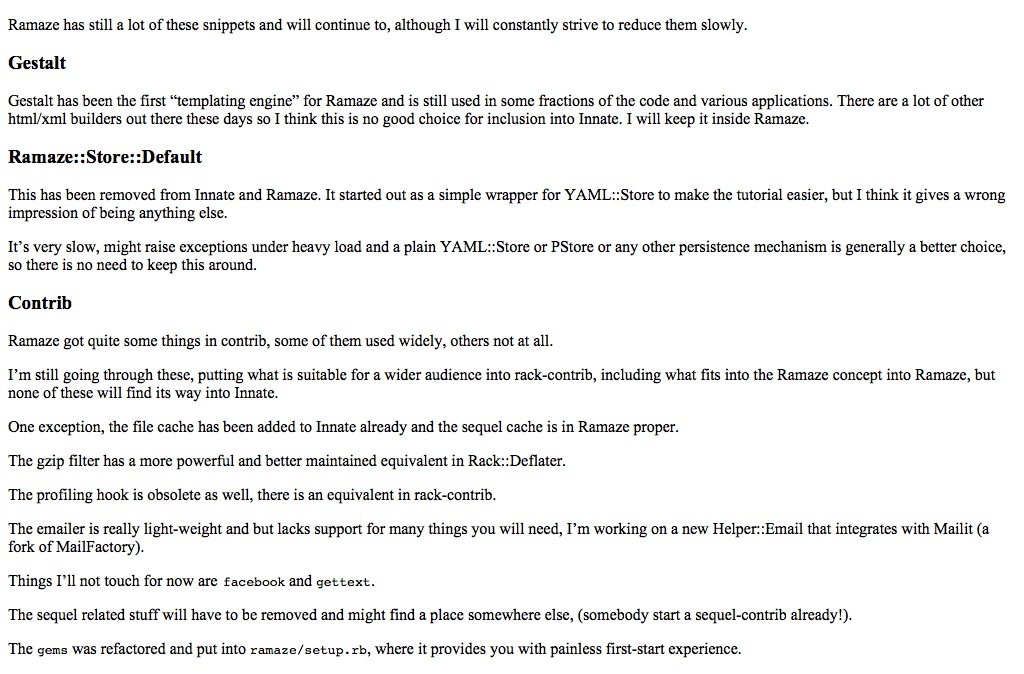 Ramaze has still a lot of these snippets and will continue to, although I will constantly strive to reduce them slowly.
Gestalt
Gestalt has been the first “templating engine” for Ramaze and is still used in some fractions of the code and various applications. There are a lot of other
html/xml builders out there these days so I think this is no good choice for inclusion into Innate. I will keep it inside Ramaze.
Ramaze::Store::Default
This has been removed from Innate and Ramaze. It started out as a simple wrapper for YAML::Store to make the tutorial easier, but I think it gives a wrong
impression of being anything else.
It’s very slow, might raise exceptions under heavy load and a plain YAML::Store or PStore or any other persistence mechanism is generally a better choice,
so there is no need to keep this around.
Contrib
Ramaze got quite some things in contrib, some of them used widely, others not at all.
I’m still going through these, putting what is suitable for a wider audience into rack-contrib, including what fits into the Ramaze concept into Ramaze, but
none of these will find its way into Innate.
One exception, the file cache has been added to Innate already and the sequel cache is in Ramaze proper.
The gzip filter has a more powerful and better maintained equivalent in Rack::Deflater.
The profiling hook is obsolete as well, there is an equivalent in rack-contrib.
The emailer is really light-weight and but lacks support for many things you will need, I’m working on a new Helper::Email that integrates with Mailit (a
fork of MailFactory).
Things I’ll not touch for now are facebook and gettext.
The sequel related stuff will have to be removed and might find a place somewhere else, (somebody start a sequel-contrib already!).
The gems was refactored and put into ramaze/setup.rb, where it provides you with painless first-start experience.